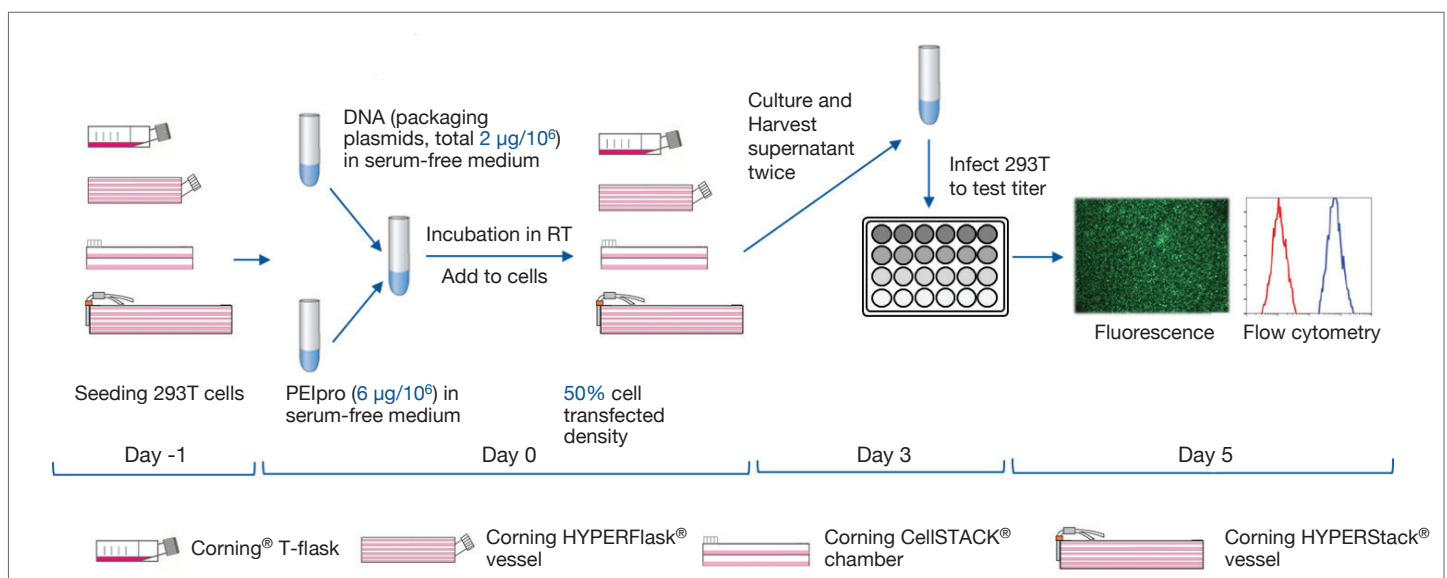 DNA (packaging
plasmids, total 2 µg/10⁶)
in serum-free medium
Incubation in RT
Add to cells
Culture and
Harvest
supernatant
twice
Infect 293T
to test titer
Fluorescence
Flow cytometry
Seeding 293T cells
PEIpro (6 µg/10⁶) in
serum-free medium
50% cell
transfected
density
Day -1
Day 0
Day 3
Day 5
Corning® T-flask
Corning HYPERFlask®
vessel
Corning CellSTACK®
chamber
Corning HYPERStack®
vessel